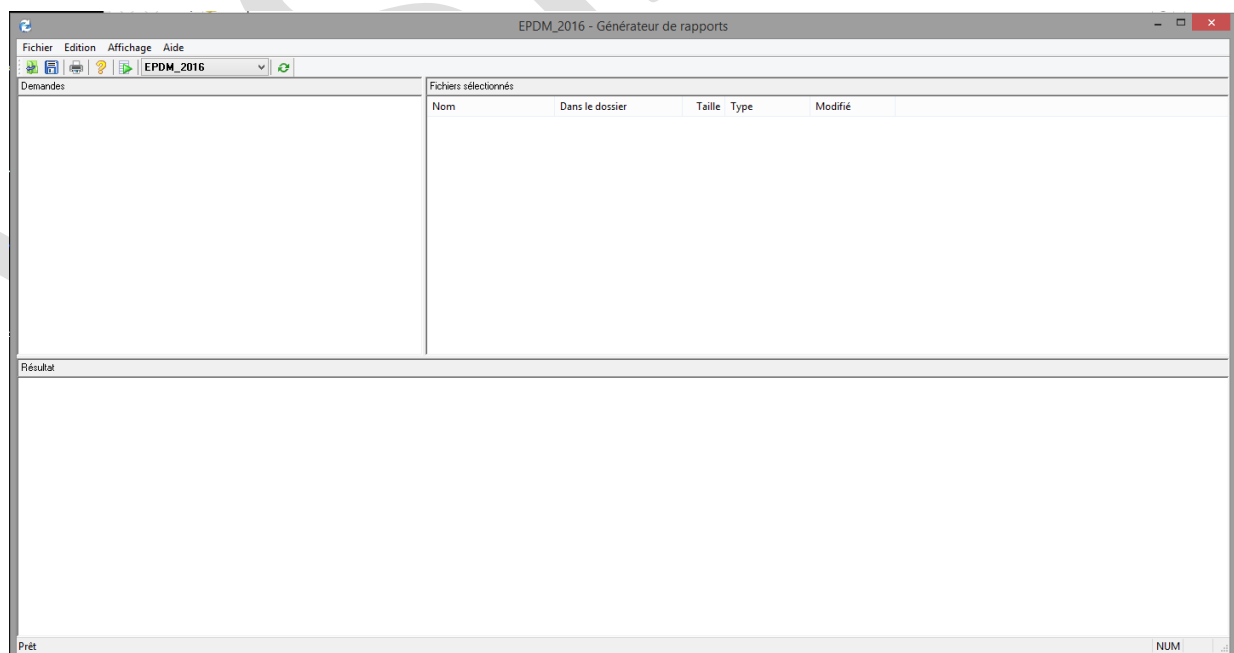 EPDM_2016 - Générateur de rapports
Fichier Edition Affichage Aide
EPDM_2016
Demandes
Fichiers sélectionnés
Nom Dans le dossier Taille Type Modifié
Résultat
Prêt NUM